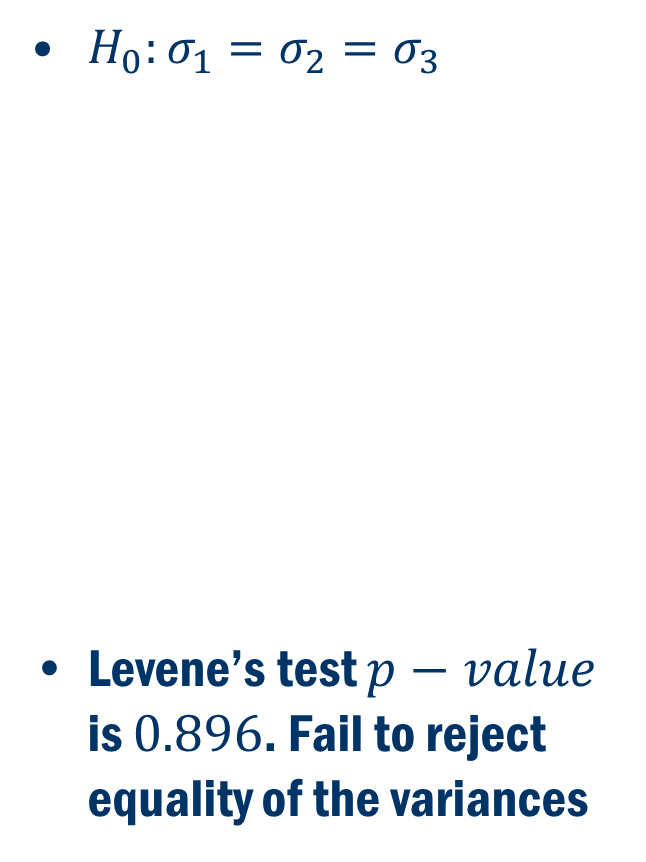 • H₀: σ₁ = σ₂ = σ₃
• Levene’s test p − value
is 0.896. Fail to reject
equality of the variances